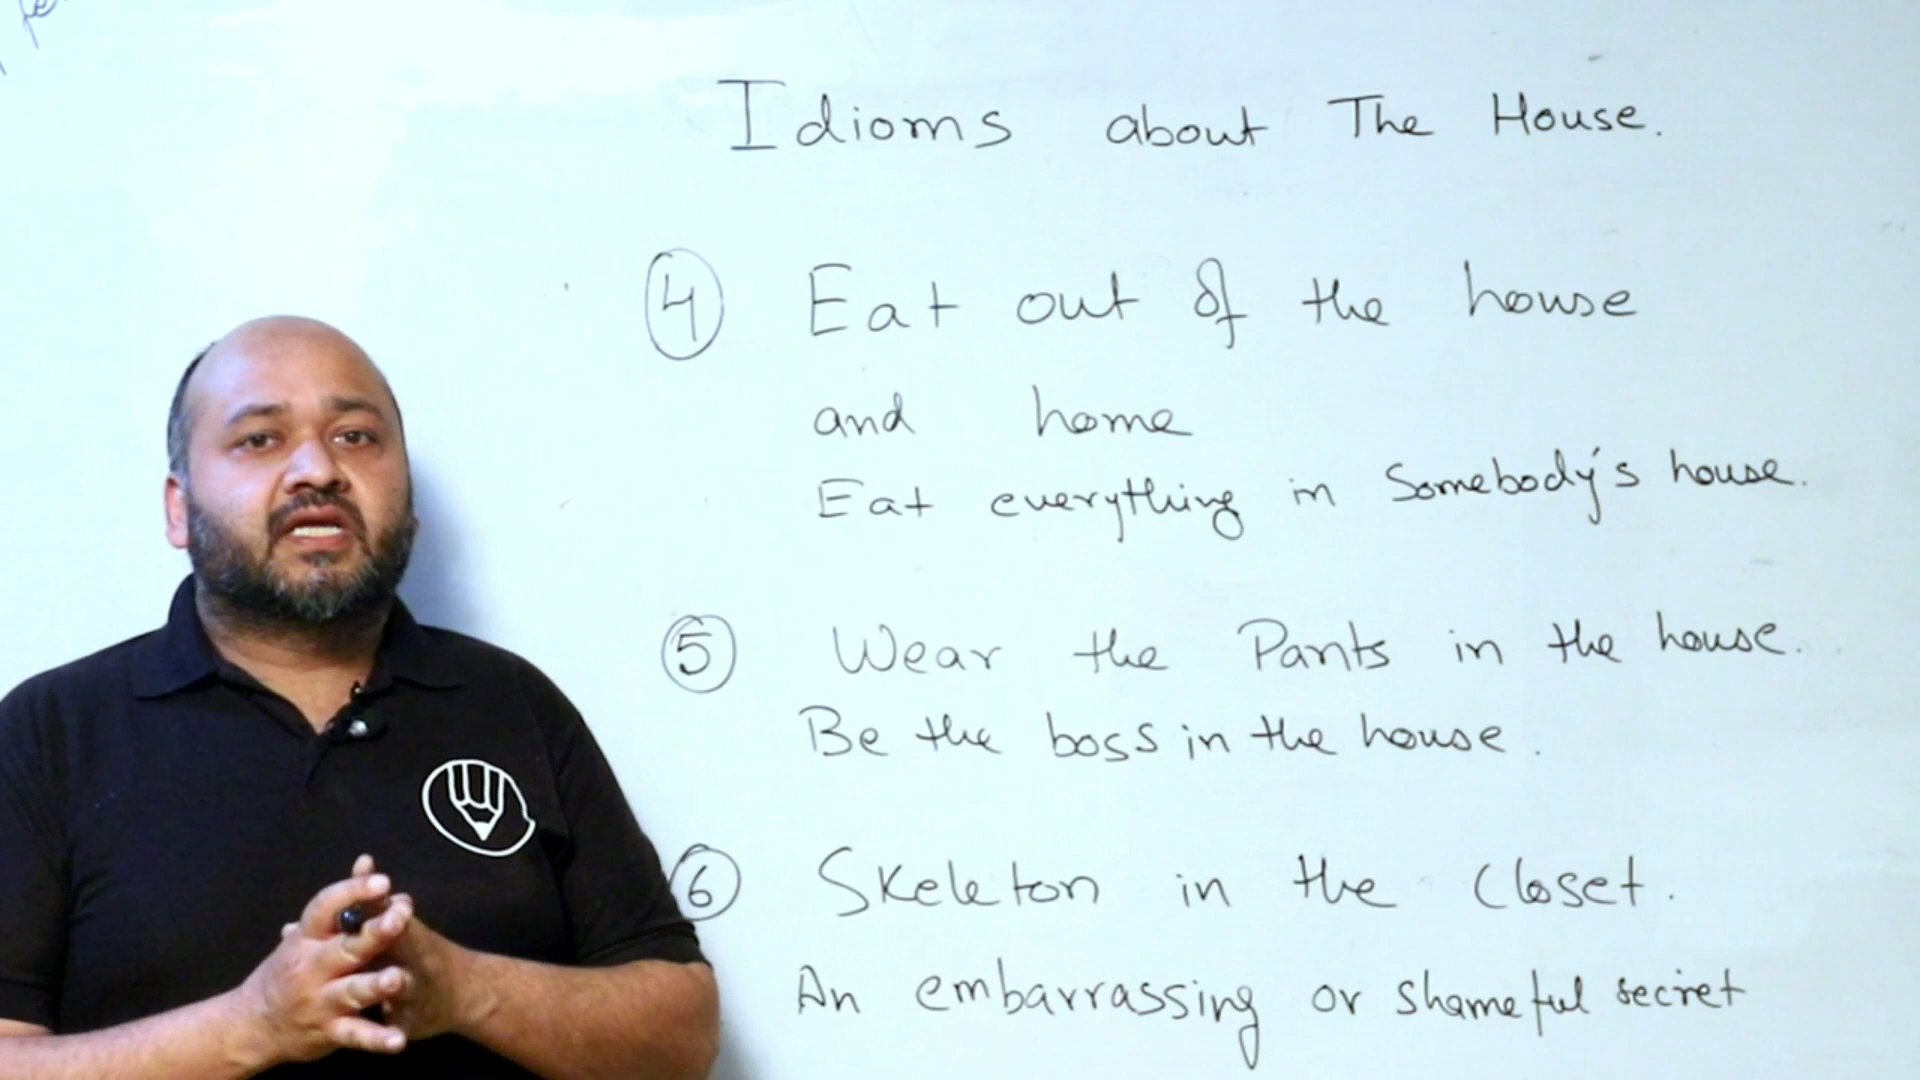 Idioms about The House.
4 Eat out of the house
and home
Eat everything in Somebody's house.
5 Wear the Pants in the house.
Be the boss in the house.
6 Skeleton in the Closet.
An embarrassing or shameful secret